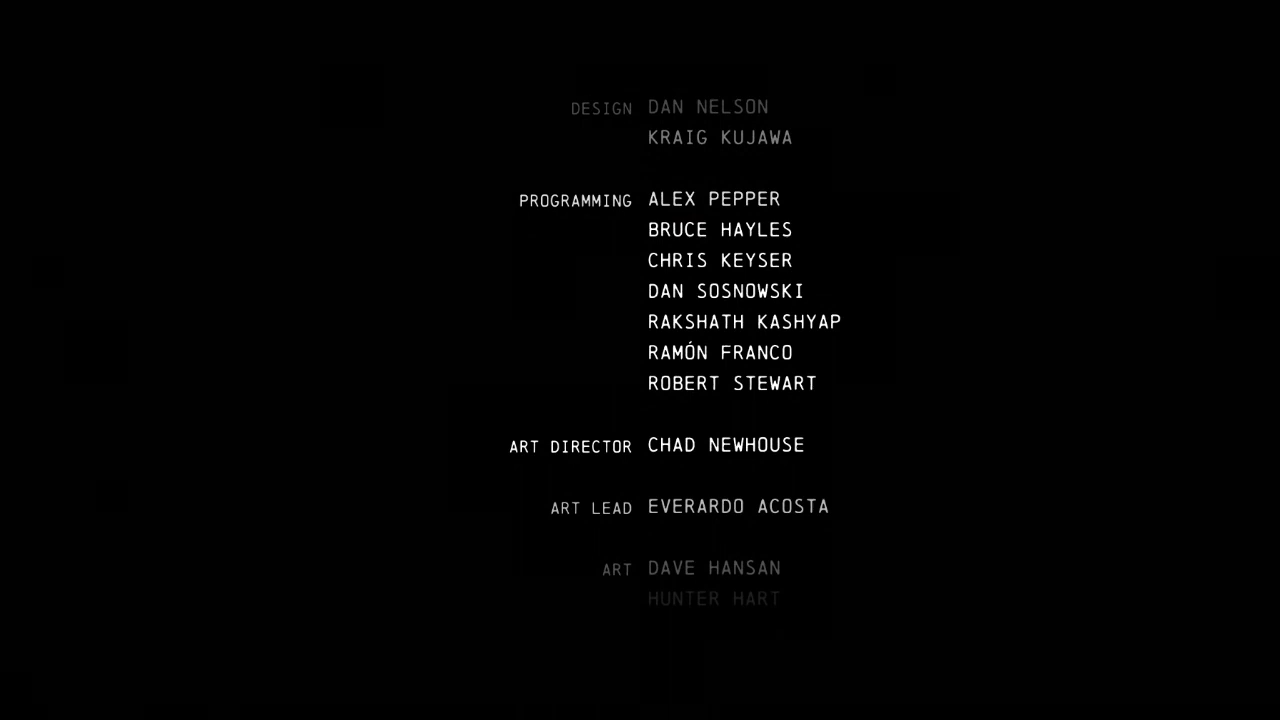 DESIGN DAN NELSON
KRAIG KUJAWA
PROGRAMMING ALEX PEPPER
BRUCE HAYLES
CHRIS KEYSER
DAN SOSNOWSKI
RAKSHATH KASHYAP
RAMÓN FRANCO
ROBERT STEWART
ART DIRECTOR CHAD NEWHOUSE
ART LEAD EVERARDO ACOSTA
ART DAVE HANSAN
HUNTER HART